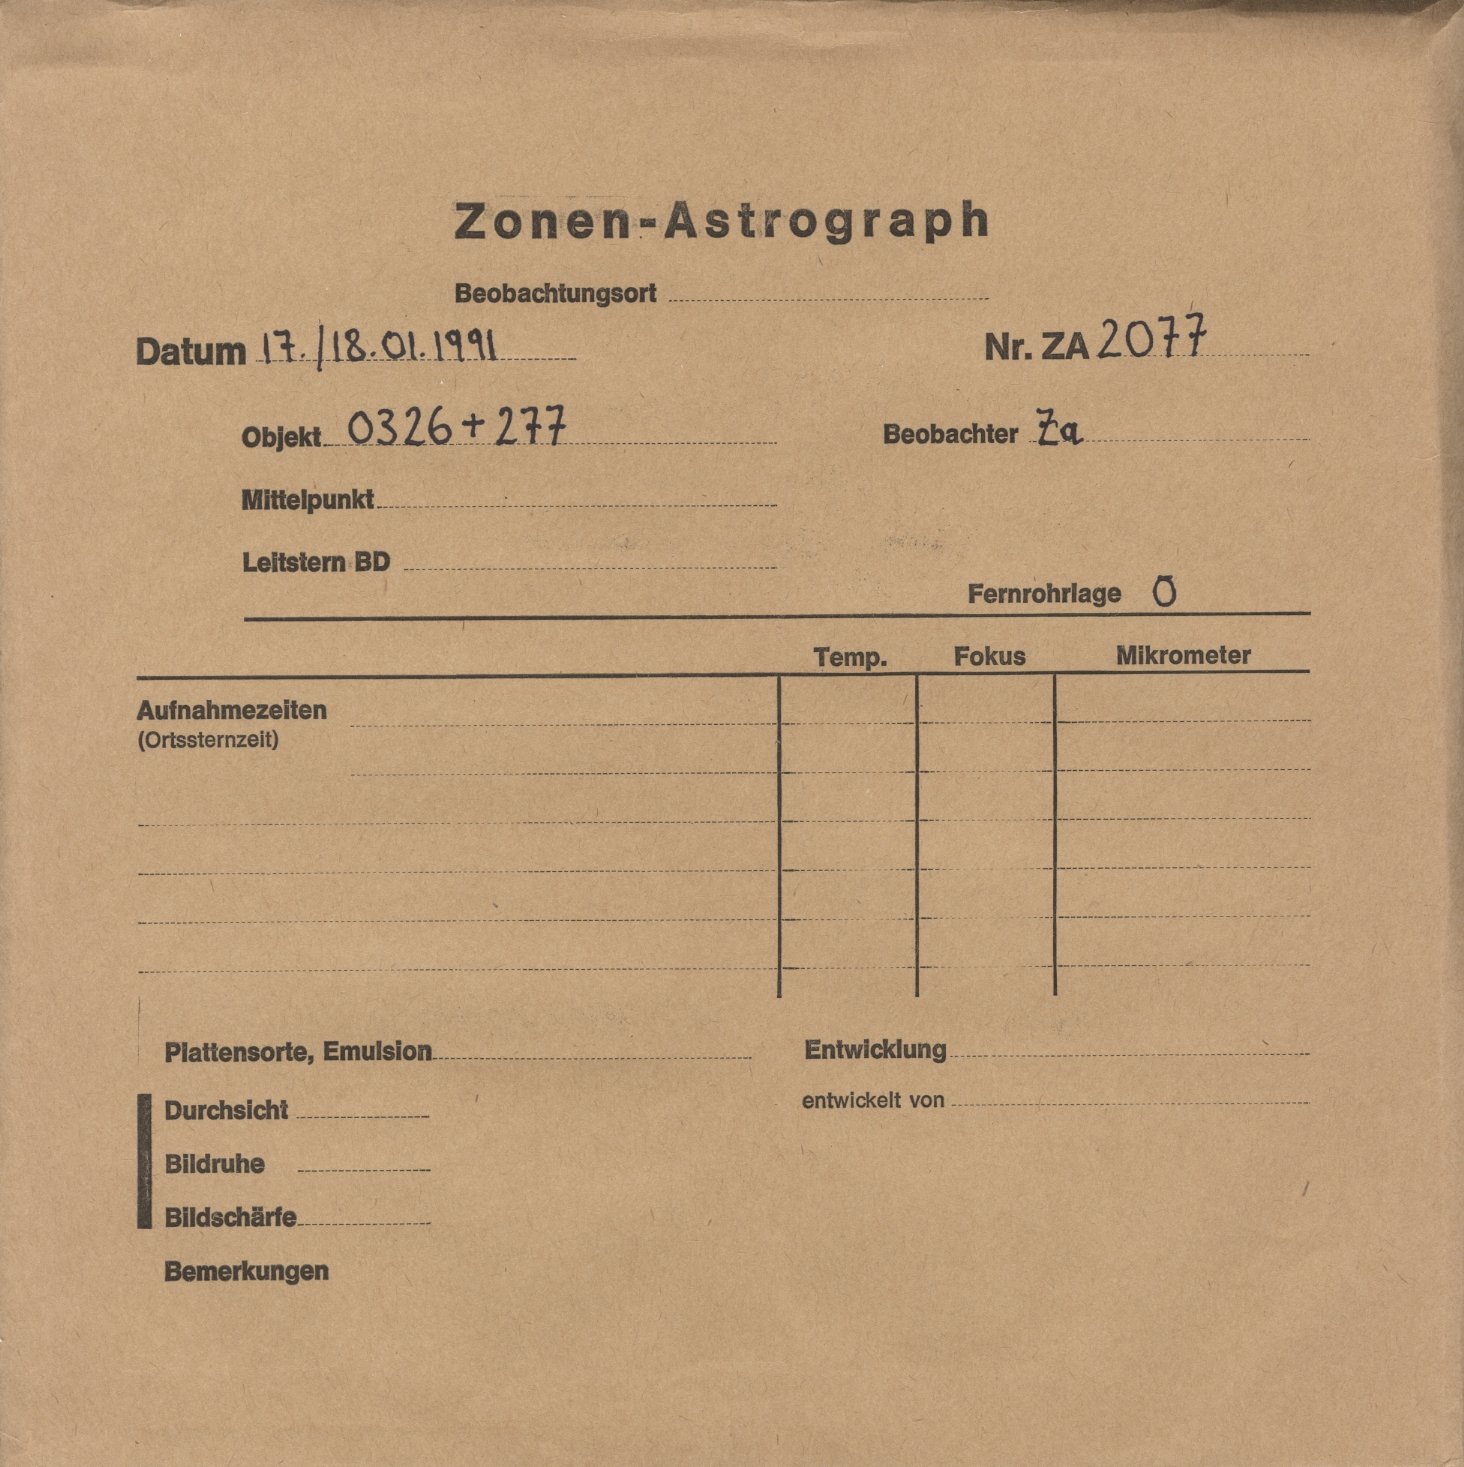 Zonen-Astrograph
Beobachtungsort
Datum 17./18.01.1991 Nr. ZA 2077
Objekt 0326+277 Beobachter Za
Mittelpunkt
Leitstern BD
Fernrohrlage O
Temp. Fokus Mikrometer
Aufnahmezeiten
(Ortssternzeit)
Plattensorte, Emulsion Entwicklung
entwickelt von
Durchsicht
Bildruhe
Bildschärfe
Bemerkungen